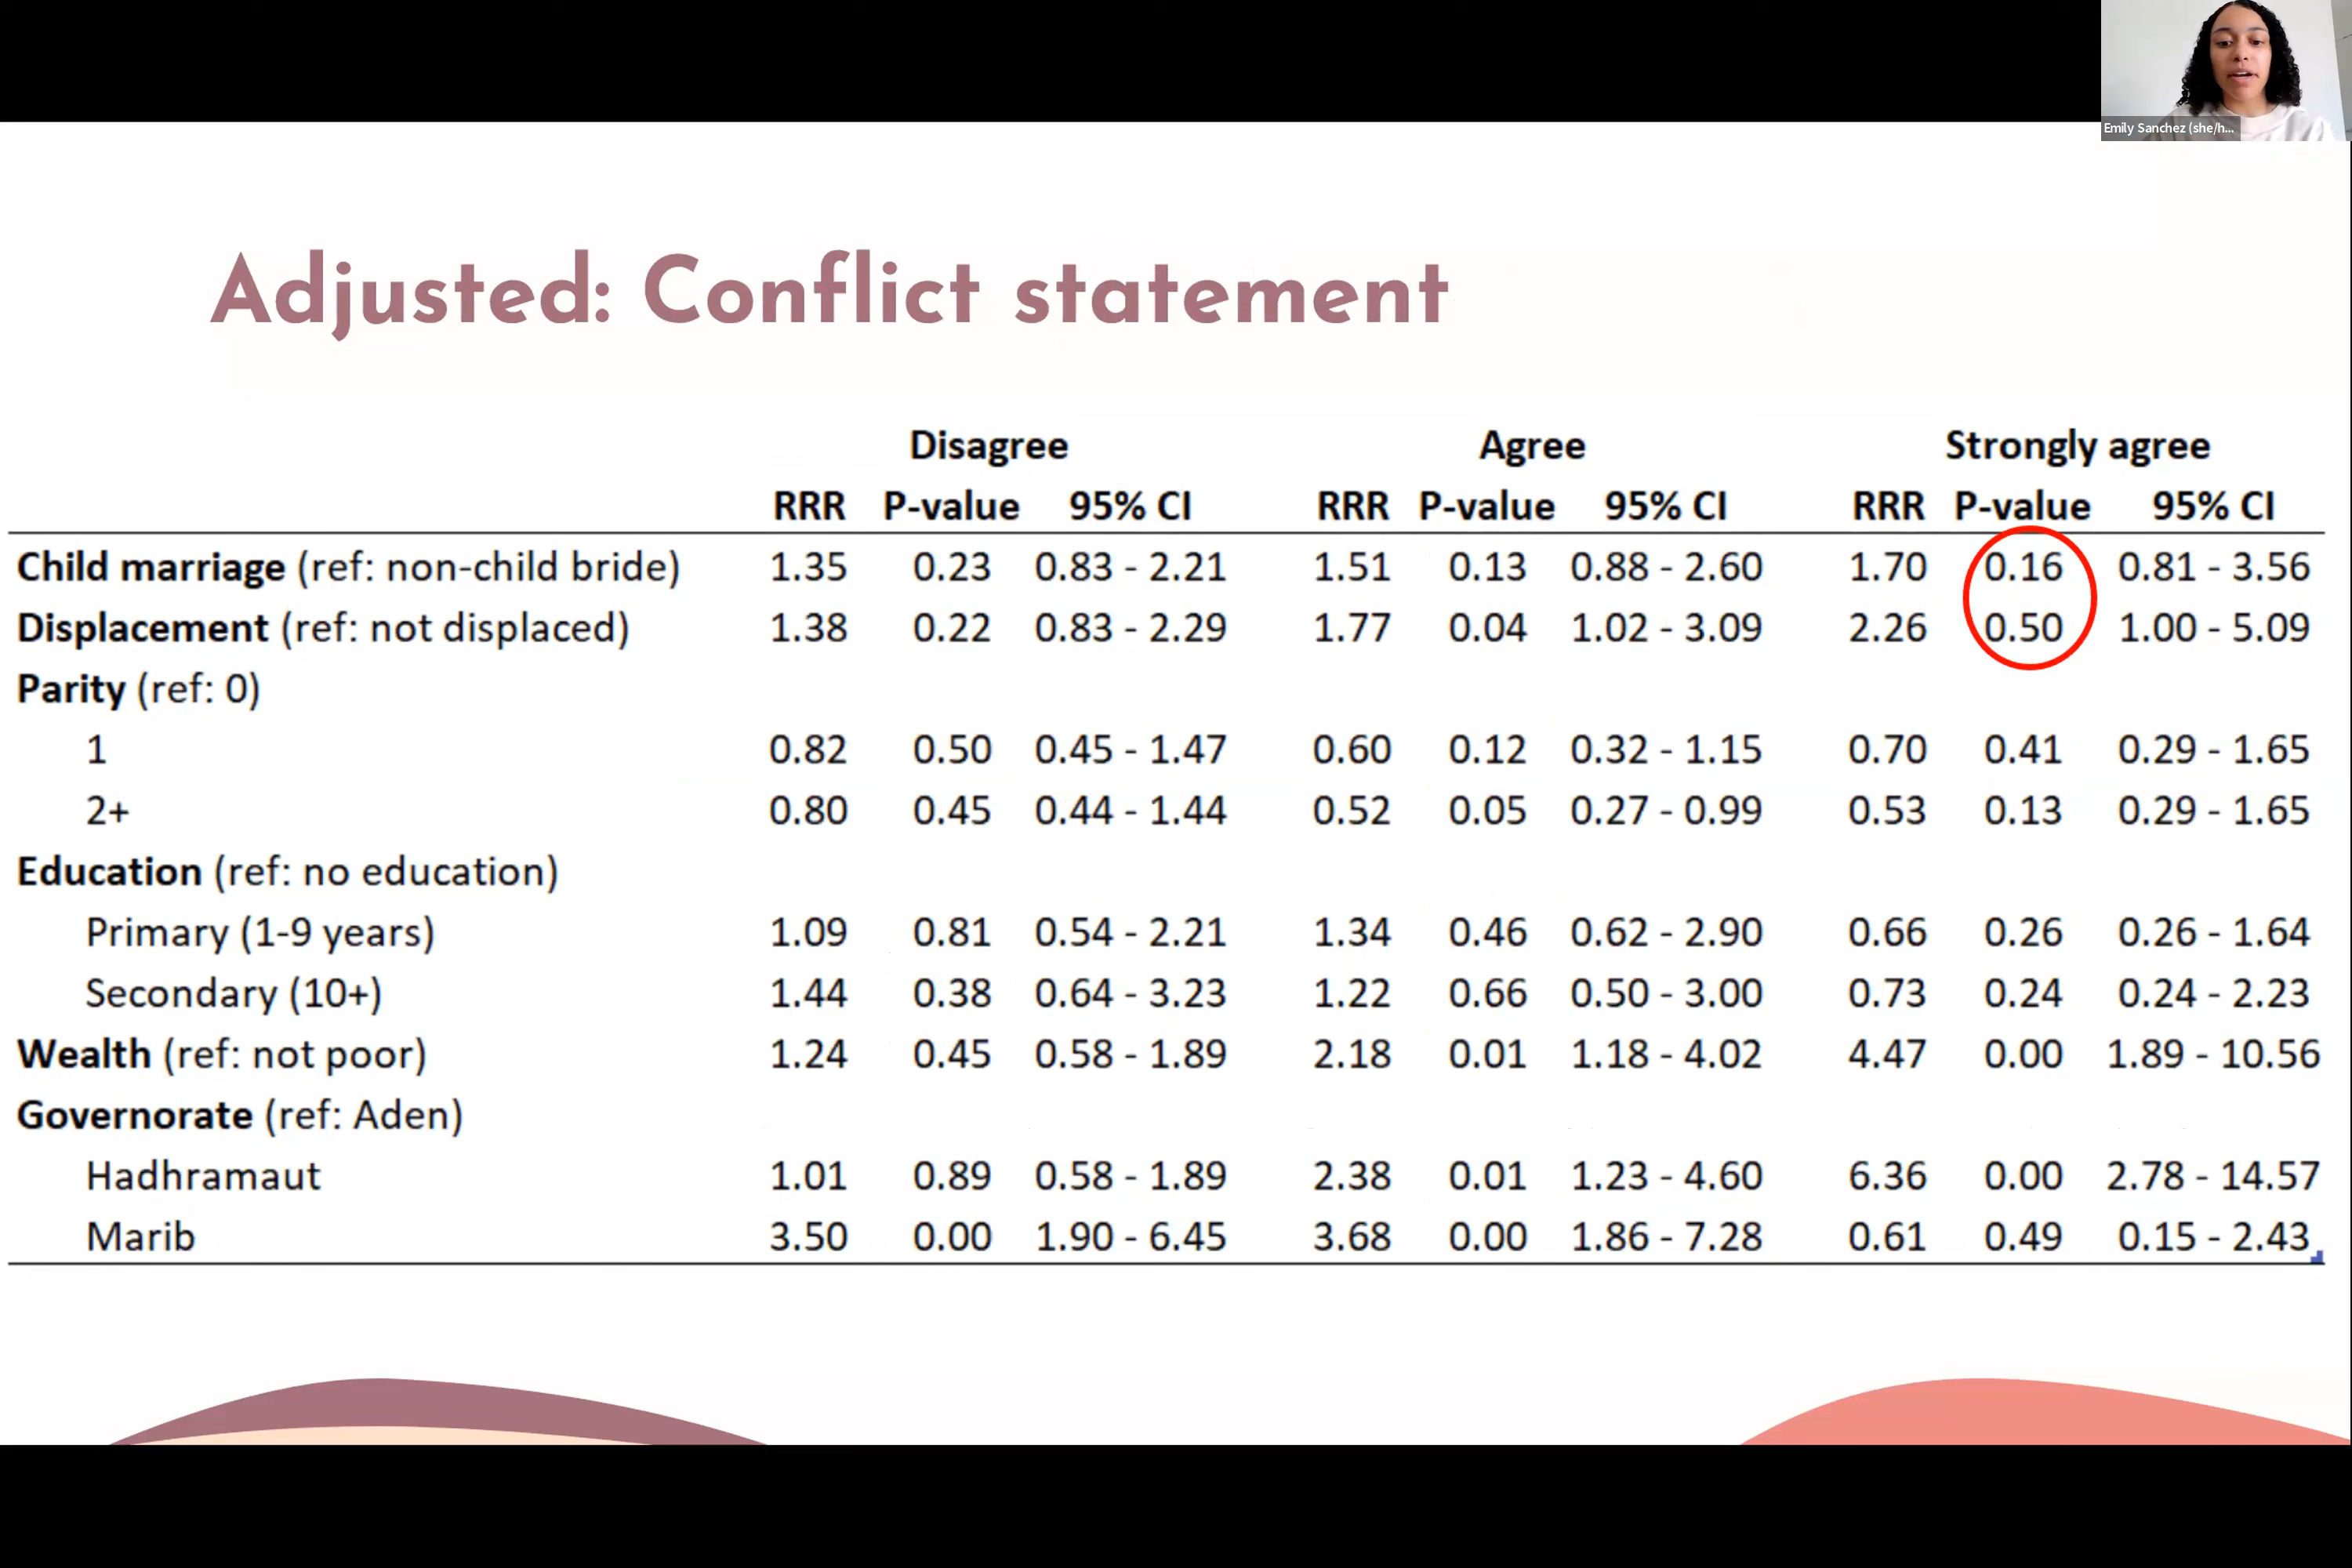 Emily Sanchez (she/h...
Adjusted: Conflict statement
Disagree Agree Strongly agree
RRR P-value 95% CI RRR P-value 95% CI RRR P-value 95% CI
Child marriage (ref: non-child bride) 1.35 0.23 0.83 - 2.21 1.51 0.13 0.88 - 2.60 1.70 0.16 0.81 - 3.56
Displacement (ref: not displaced) 1.38 0.22 0.83 - 2.29 1.77 0.04 1.02 - 3.09 2.26 0.50 1.00 - 5.09
Parity (ref: 0)
1 0.82 0.50 0.45 - 1.47 0.60 0.12 0.32 - 1.15 0.70 0.41 0.29 - 1.65
2+ 0.80 0.45 0.44 - 1.44 0.52 0.05 0.27 - 0.99 0.53 0.13 0.29 - 1.65
Education (ref: no education)
Primary (1-9 years) 1.09 0.81 0.54 - 2.21 1.34 0.46 0.62 - 2.90 0.66 0.26 0.26 - 1.64
Secondary (10+) 1.44 0.38 0.64 - 3.23 1.22 0.66 0.50 - 3.00 0.73 0.24 0.24 - 2.23
Wealth (ref: not poor) 1.24 0.45 0.58 - 1.89 2.18 0.01 1.18 - 4.02 4.47 0.00 1.89 - 10.56
Governorate (ref: Aden)
Hadhramaut 1.01 0.89 0.58 - 1.89 2.38 0.01 1.23 - 4.60 6.36 0.00 2.78 - 14.57
Marib 3.50 0.00 1.90 - 6.45 3.68 0.00 1.86 - 7.28 0.61 0.49 0.15 - 2.43